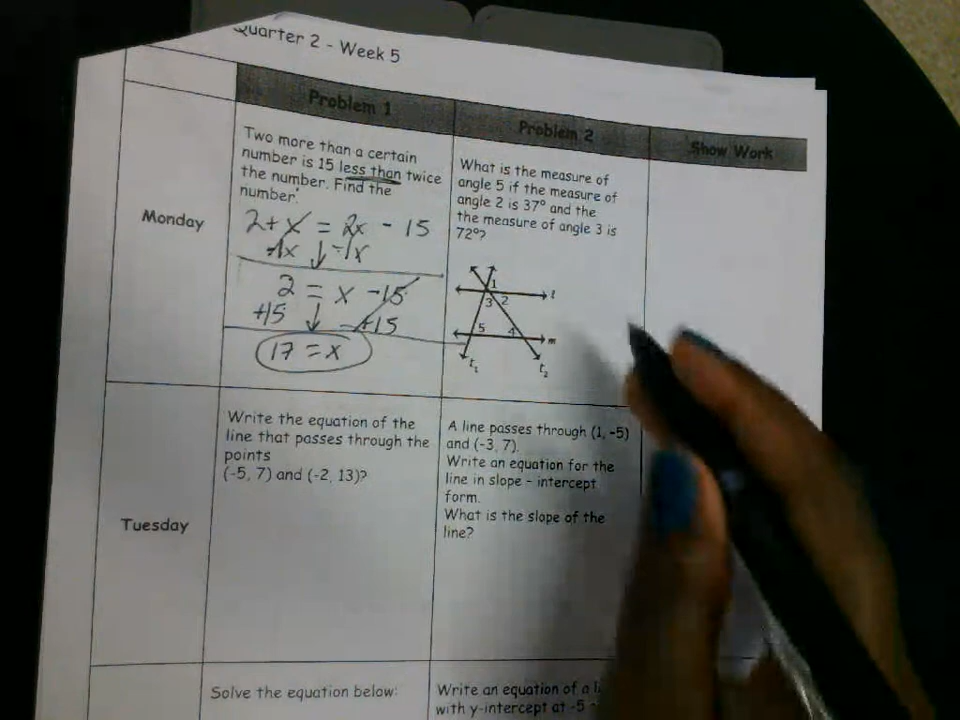 Quarter 2 - Week 5
Problem 1
Problem 2
Show Work
Monday
Two more than a certain
number is 15 less than twice
the number. Find the
number.
2 + x = 2x - 15
-1x -1x
2 = x - 15
+15 +15
17 = x
What is the measure of
angle 5 if the measure of
angle 2 is 37° and the
the measure of angle 3 is
72°?
1
3 2
l
5 4
m
t1 t2
Tuesday
Write the equation of the
line that passes through the
points
(-5, 7) and (-2, 13)?
A line passes through (1, -5)
and (-3, 7).
Write an equation for the
line in slope - intercept
form.
What is the slope of the
line?
Solve the equation below:
Write an equation of a
with y-intercept at -5